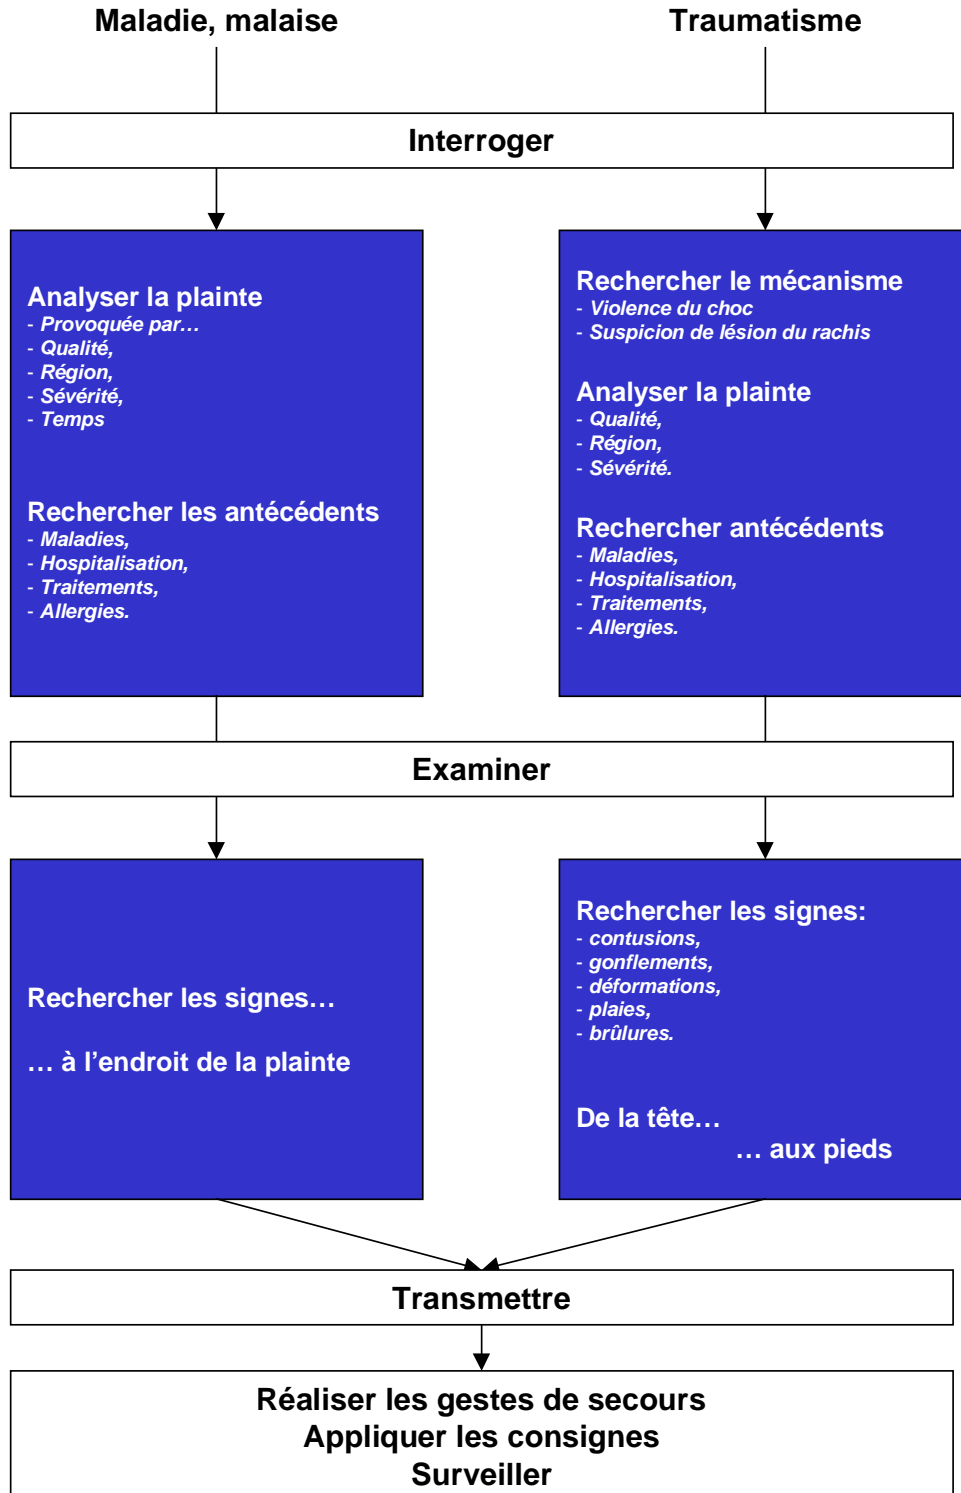 Maladie, malaise
Traumatisme
Interroger
Analyser la plainte
- Provoquée par…
- Qualité,
- Région,
- Sévérité,
- Temps
Rechercher les antécédents
- Maladies,
- Hospitalisation,
- Traitements,
- Allergies.
Rechercher le mécanisme
- Violence du choc
- Suspicion de lésion du rachis
Analyser la plainte
- Qualité,
- Région,
- Sévérité.
Rechercher antécédents
- Maladies,
- Hospitalisation,
- Traitements,
- Allergies.
Examiner
Rechercher les signes…
… à l’endroit de la plainte
Rechercher les signes:
- contusions,
- gonflements,
- déformations,
- plaies,
- brûlures.
De la tête…
… aux pieds
Transmettre
Réaliser les gestes de secours
Appliquer les consignes
Surveiller